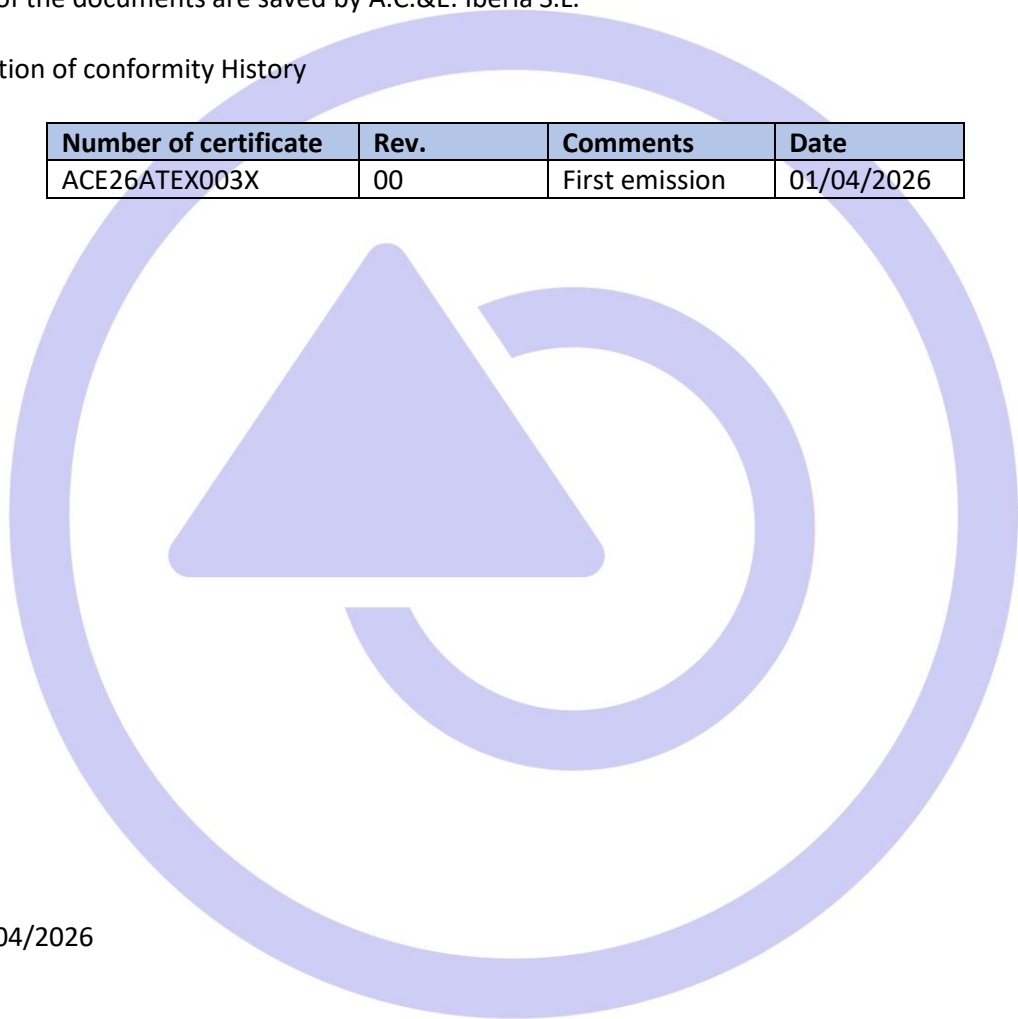 of the documents are saved by A.C.&E. Iberia S.L.
tion of conformity History
Number of certificate Rev. Comments Date
ACE26ATEX003X 00 First emission 01/04/2026
04/2026